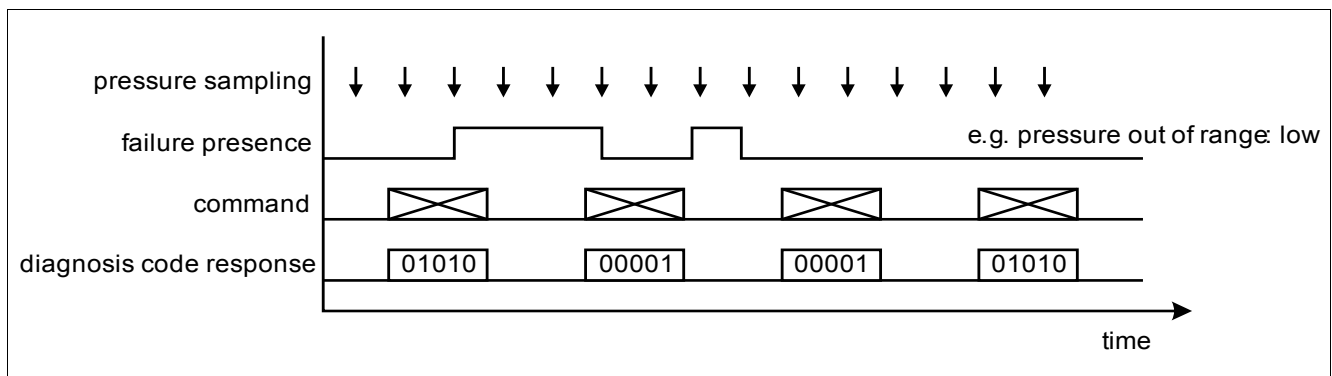 pressure sampling
failure presence
e.g. pressure out of range: low
command
diagnosis code response
01010
00001
00001
01010
time